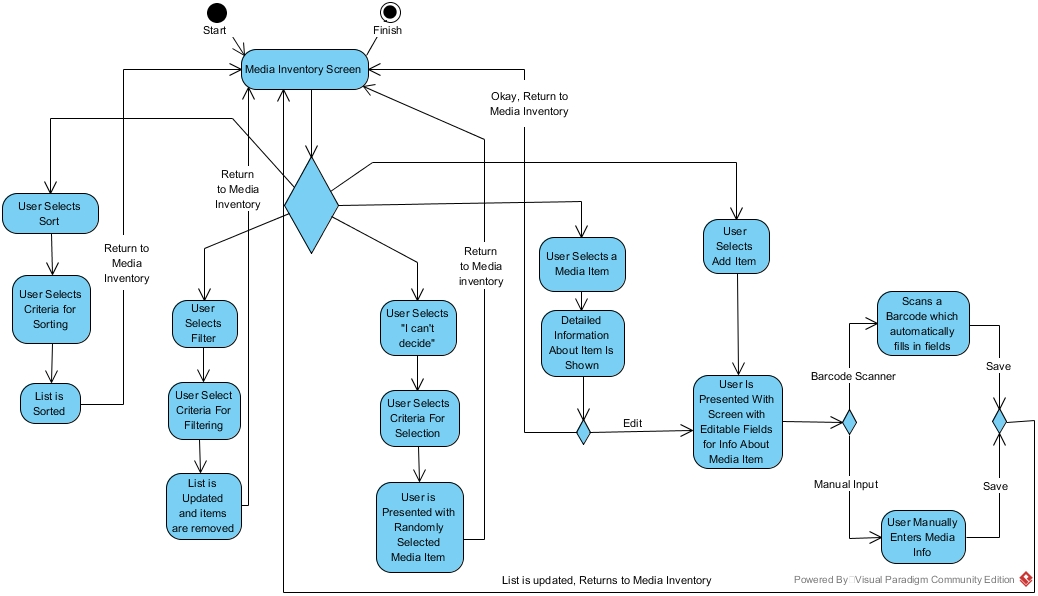 Start
Finish
Media Inventory Screen
Okay, Return to
Media Inventory
Return
to Media
Inventory
User Selects
Sort
User Selects
Criteria for
Sorting
List is
Sorted
Return to
Media
Inventory
User
Selects
Filter
User Select
Criteria For
Filtering
List is
Updated
and items
are removed
User Selects
"I can't
decide"
User Selects
Criteria For
Selection
User is
Presented with
Randomly
Selected
Media Item
Return
to Media
inventory
User Selects a
Media Item
Detailed
Information
About Item Is
Shown
Edit
User
Selects
Add Item
User Is
Presented With
Screen with
Editable Fields
for Info About
Media Item
Barcode Scanner
Scans a
Barcode which
automatically
fills in fields
Save
Manual Input
User Manually
Enters Media
Info
Save
List is updated, Returns to Media Inventory
Powered By Visual Paradigm Community Edition